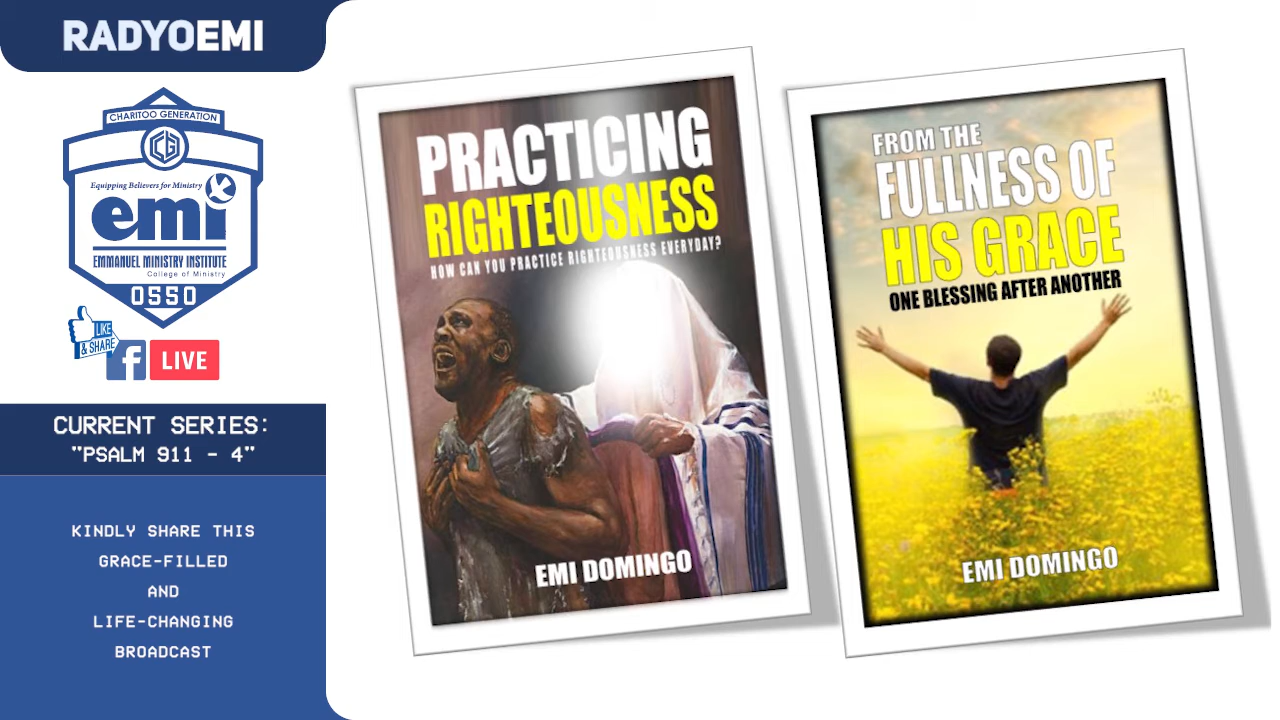 RADYOEMI
CHARITOO GENERATION
CG
Equipping Believers for Ministry
emi
EMMANUEL MINISTRY INSTITUTE
College of Ministry
0550
LIKE
& SHARE
f
LIVE
CURRENT SERIES:
"PSALM 911 - 4"
KINDLY SHARE THIS
GRACE-FILLED
AND
LIFE-CHANGING
BROADCAST
PRACTICING
RIGHTEOUSNESS
HOW CAN YOU PRACTICE RIGHTEOUSNESS EVERYDAY?
EMI DOMINGO
FROM THE
FULLNESS OF
HIS GRACE
ONE BLESSING AFTER ANOTHER
EMI DOMINGO